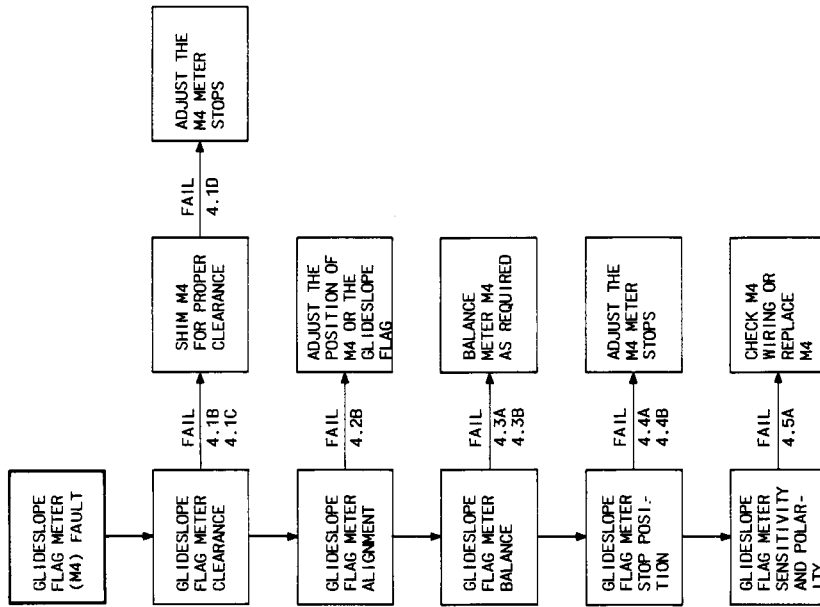 GLIDESLOPE
FLAG METER
(M4) FAULT
GLIDESLOPE
FLAG METER
CLEARANCE
FAIL
4.1B
4.1C
SHIM M4
FOR PROPER
CLEARANCE
FAIL
4.1D
ADJUST THE
M4 METER
STOPS
GLIDESLOPE
FLAG METER
ALIGNMENT
FAIL
4.2B
ADJUST THE
POSITION OF
M4 OR THE
GLIDESLOPE
FLAG
GLIDESLOPE
FLAG METER
BALANCE
FAIL
4.3A
4.3B
BALANCE
METER M4
AS REQUIRED
GLIDESLOPE
FLAG METER
STOP POSI-
TION
FAIL
4.4A
4.4B
ADJUST THE
M4 METER
STOPS
GLIDESLOPE
FLAG METER
SENSITIVITY
AND POLAR-
ITY
FAIL
4.5A
CHECK M4
WIRING OR
REPLACE
M4